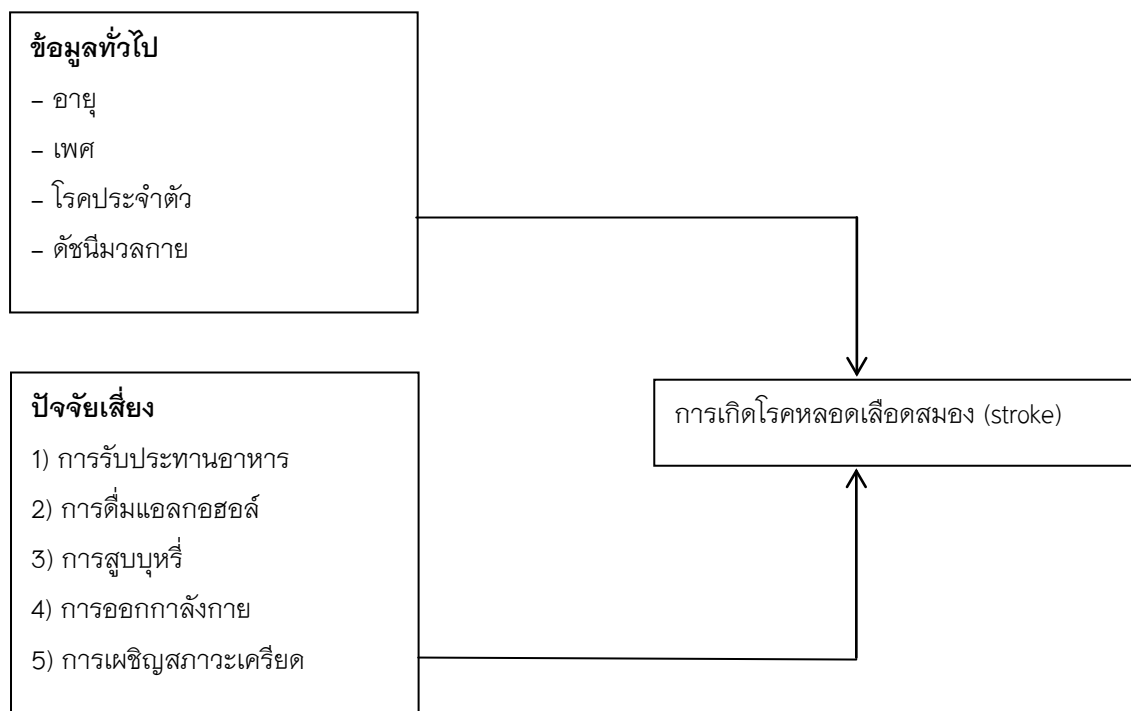 ข้อมูลทั่วไป
– อายุ
– เพศ
– โรคประจำตัว
– ดัชนีมวลกาย
ปัจจัยเสี่ยง
1) การรับประทานอาหาร
2) การดื่มแอลกอฮอล์
3) การสูบบุหรี่
4) การออกกาลังกาย
5) การเผชิญสภาวะเครียด
การเกิดโรคหลอดเลือดสมอง (stroke)